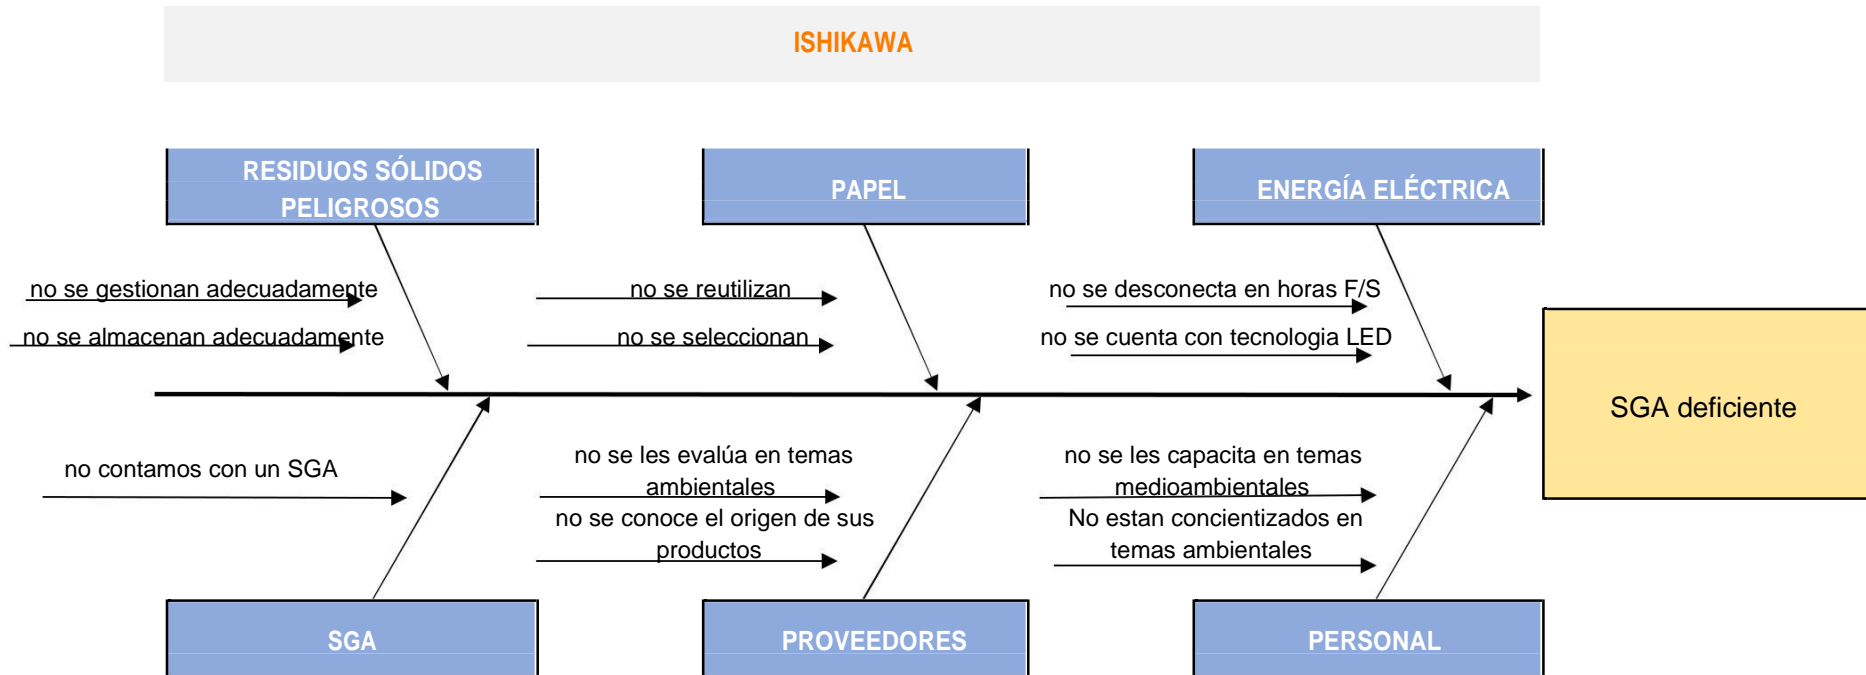 ISHIKAWA
RESIDUOS SÓLIDOS
PELIGROSOS
PAPEL
ENERGÍA ELÉCTRICA
no se gestionan adecuadamente
no se almacenan adecuadamente
no se reutilizan
no se seleccionan
no se desconecta en horas F/S
no se cuenta con tecnologia LED
SGA deficiente
no contamos con un SGA
no se les evalúa en temas
ambientales
no se conoce el origen de sus
productos
no se les capacita en temas
medioambientales
No estan concientizados en
temas ambientales
SGA
PROVEEDORES
PERSONAL